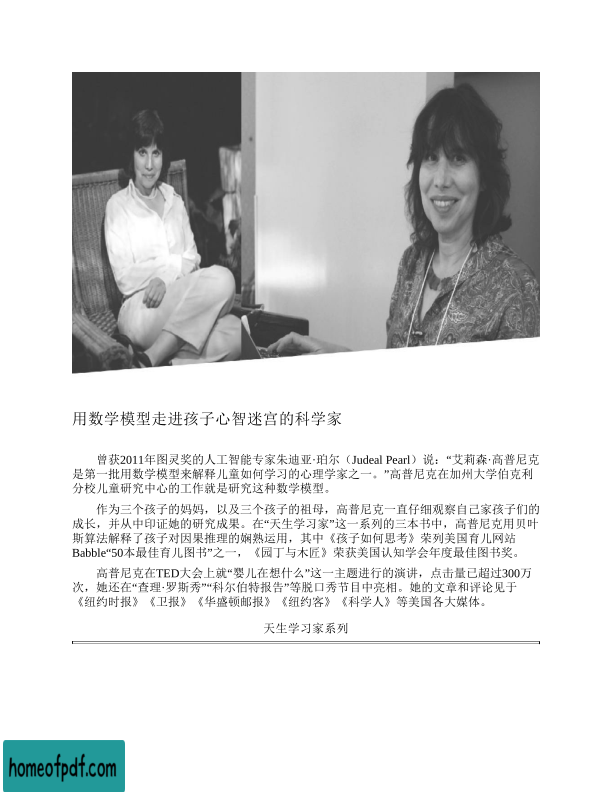 用数学模型走进孩子心智迷宫的科学家
曾获2011年图灵奖的人工智能专家朱迪亚·珀尔（Judeal Pearl）说：“艾莉森·高普尼克
是第一批用数学模型来解释儿童如何学习的心理学家之一。”高普尼克在加州大学伯克利
分校儿童研究中心的工作就是研究这种数学模型。
作为三个孩子的妈妈，以及三个孩子的祖母，高普尼克一直仔细观察自己家孩子们的
成长，并从中印证她的研究成果。在“天生学习家”这一系列的三本书中，高普尼克用贝叶
斯算法解释了孩子对因果推理的娴熟运用，其中《孩子如何思考》荣列美国育儿网站
Babble“50本最佳育儿图书”之一，《园丁与木匠》荣获美国认知学会年度最佳图书奖。
高普尼克在TED大会上就“婴儿在想什么”这一主题进行的演讲，点击量已超过300万
次，她还在“查理·罗斯秀”“科尔伯特报告”等脱口秀节目中亮相。她的文章和评论见于
《纽约时报》《卫报》《华盛顿邮报》《纽约客》《科学人》等美国各大媒体。
天生学习家系列
homeofpdf.com